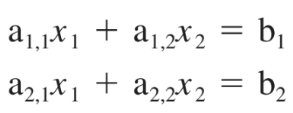 a₁,₁x₁ + a₁,₂x₂ = b₁
a₂,₁x₁ + a₂,₂x₂ = b₂